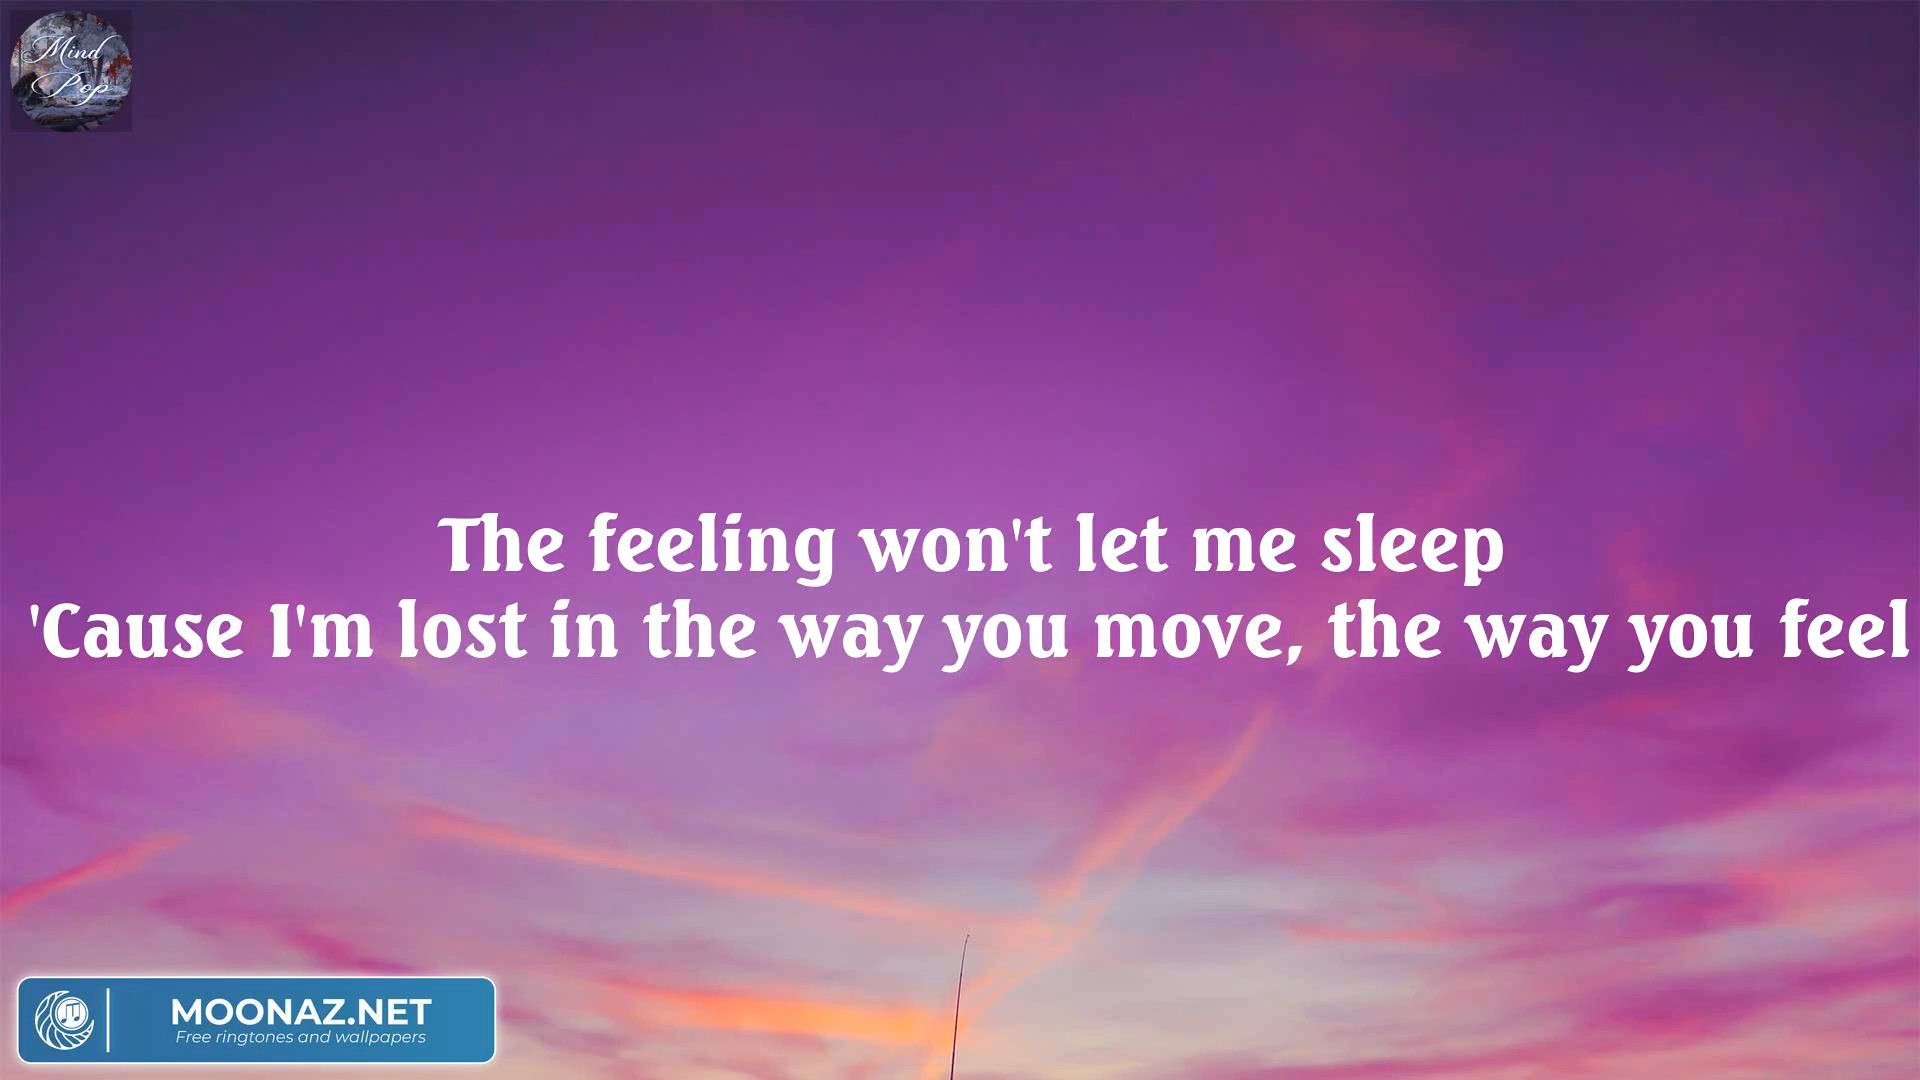 Mind
Pop
The feeling won't let me sleep
'Cause I'm lost in the way you move, the way you feel
MOONAZ.NET
Free ringtones and wallpapers